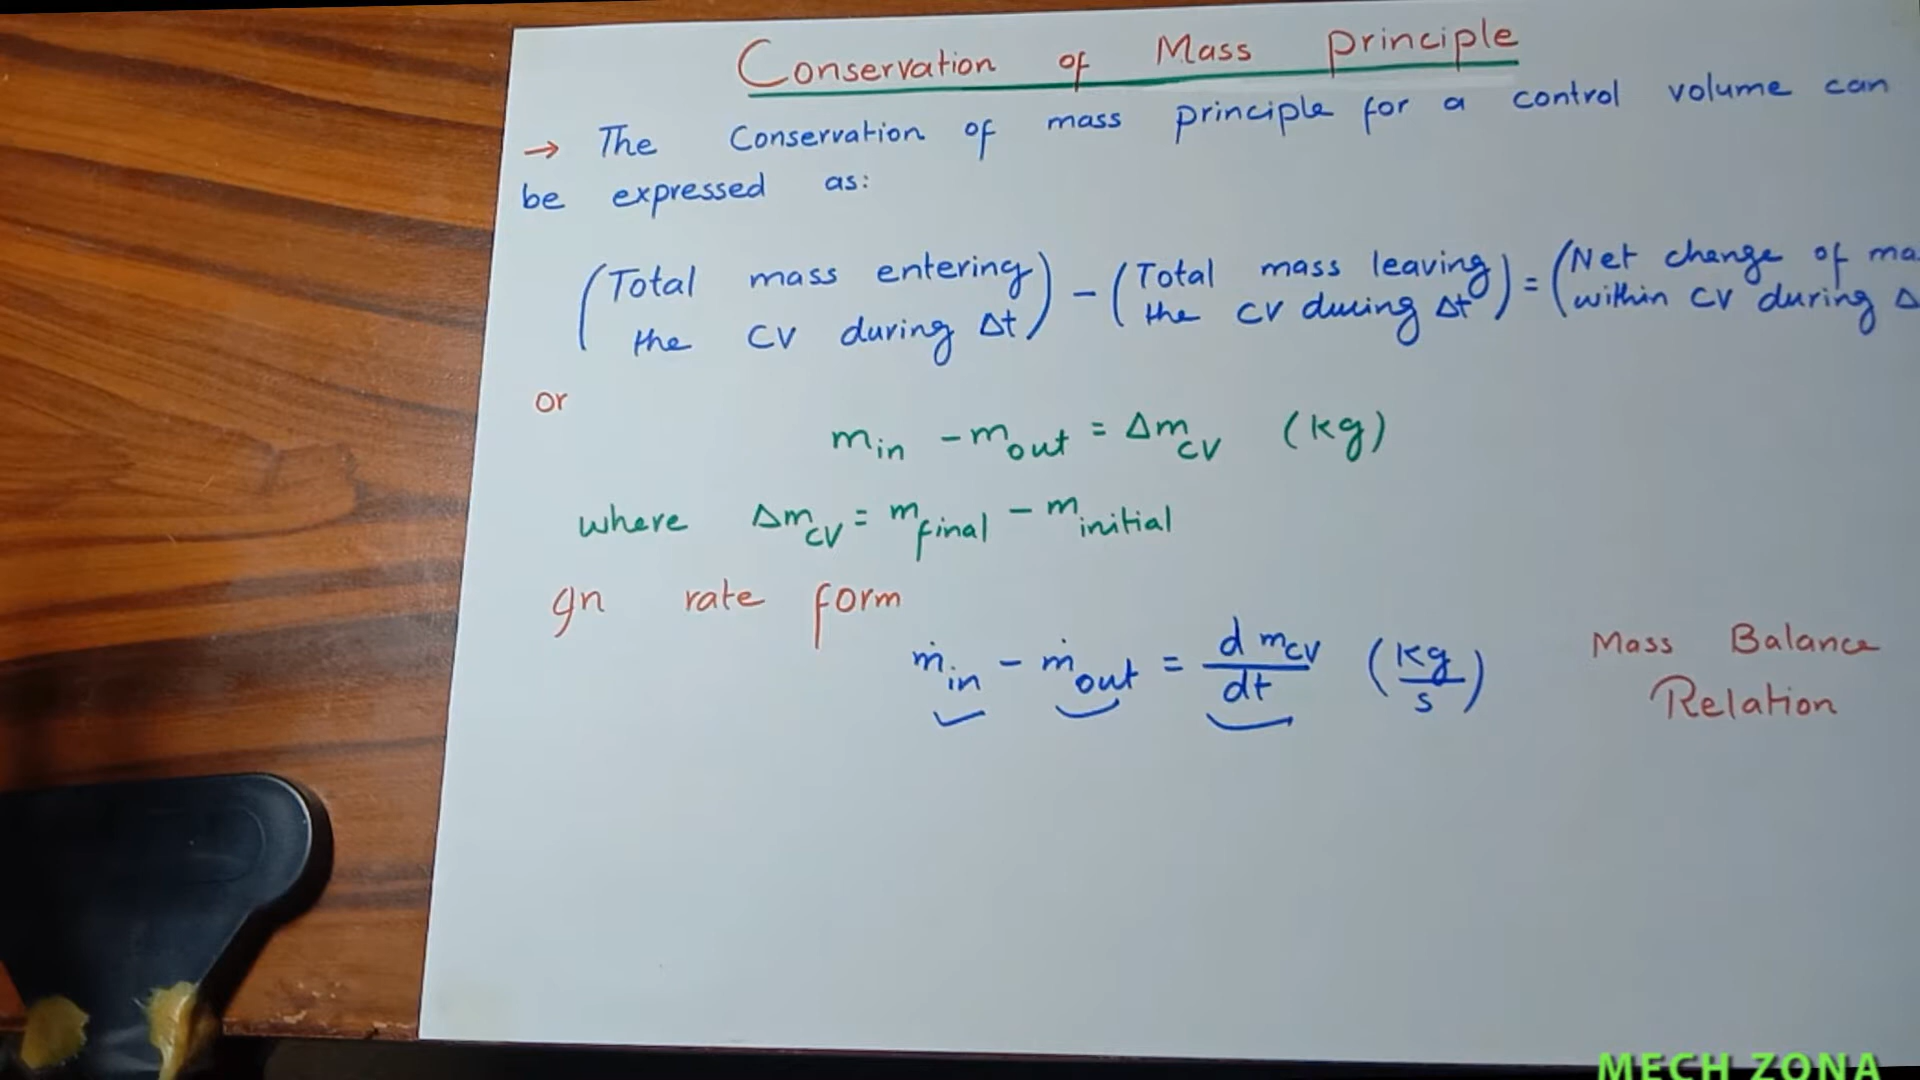 Conservation of Mass principle
→ The Conservation of mass principle for a control volume can
be expressed as:
(Total mass entering the CV during Δt) − (Total mass leaving the CV during Δt) = (Net change of ma within CV during Δ
or
m_in − m_out = Δm_CV (kg)
where Δm_CV = m_final − m_initial
In rate form
ṁ_in − ṁ_out = d m_CV / dt (kg/s)
Mass Balance
Relation
MECH ZONA